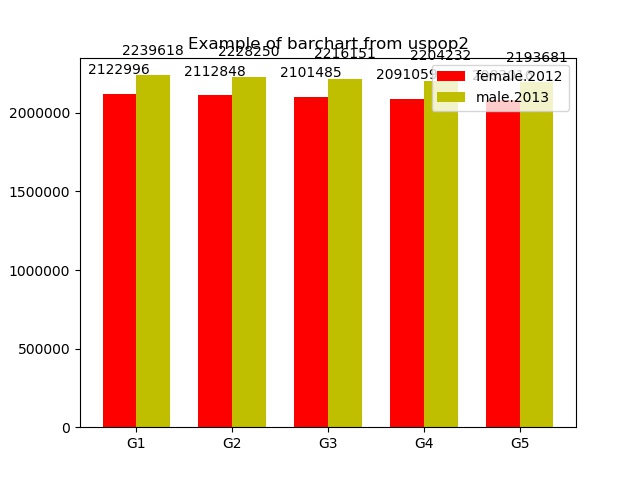 Example of barchart from uspop2
2239618
2228250
2216151
2204232
2193681
2122996
2112848
2101485
2091059
female.2012
male.2013
2000000
1500000
1000000
500000
0
G1
G2
G3
G4
G5